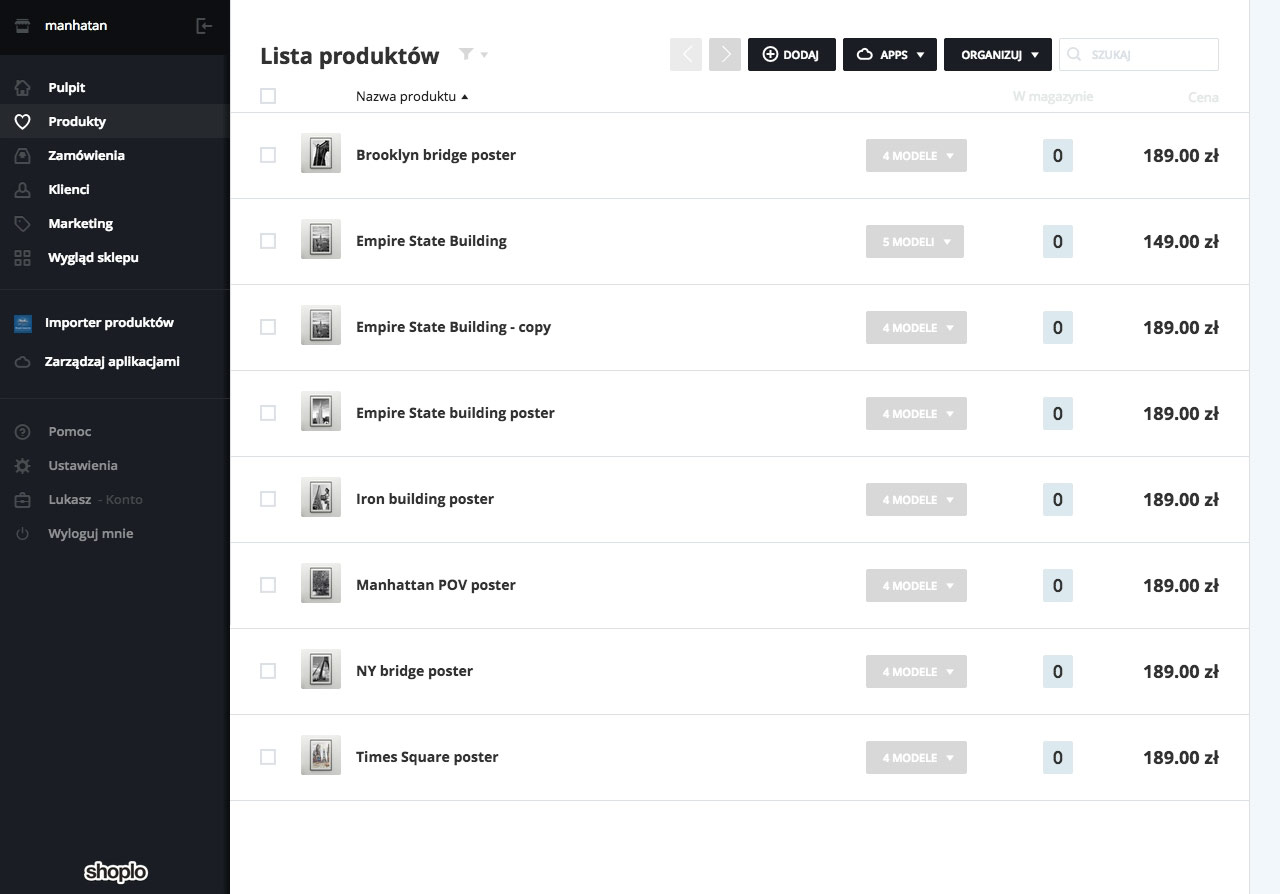 manhatan
Pulpit
Produkty
Zamówienia
Klienci
Marketing
Wygląd sklepu
Importer produktów
Zarządzaj aplikacjami
Pomoc
Ustawienia
Lukasz - Konto
Wyloguj mnie
shoplo
Lista produktów
DODAJ APPS ORGANIZUJ SZUKAJ
Nazwa produktu W magazynie Cena
Brooklyn bridge poster 4 MODELE 0 189.00 zł
Empire State Building 5 MODELI 0 149.00 zł
Empire State Building - copy 4 MODELE 0 189.00 zł
Empire State building poster 4 MODELE 0 189.00 zł
Iron building poster 4 MODELE 0 189.00 zł
Manhattan POV poster 4 MODELE 0 189.00 zł
NY bridge poster 4 MODELE 0 189.00 zł
Times Square poster 4 MODELE 0 189.00 zł